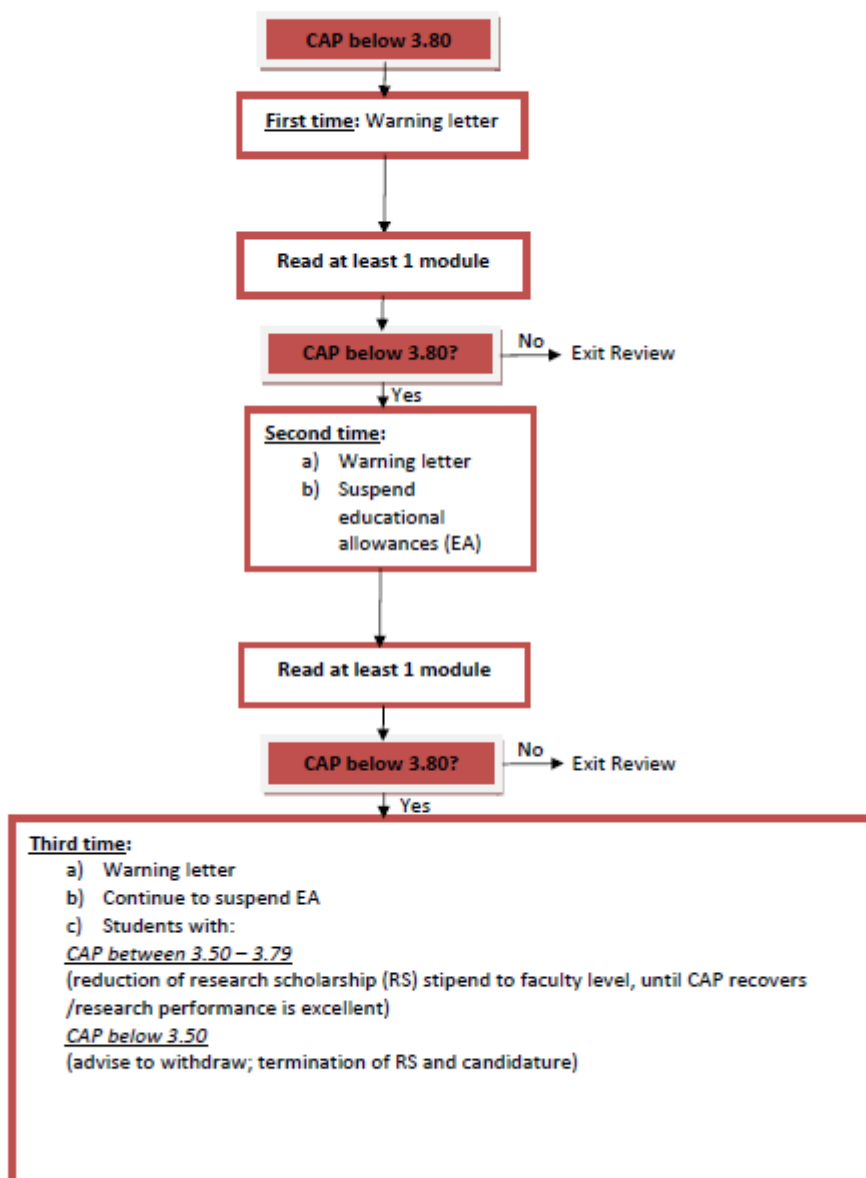 CAP below 3.80
First time: Warning letter
Read at least 1 module
CAP below 3.80?
No
Exit Review
Yes
Second time:
a) Warning letter
b) Suspend
educational
allowances (EA)
Read at least 1 module
CAP below 3.80?
No
Exit Review
Yes
Third time:
a) Warning letter
b) Continue to suspend EA
c) Students with:
CAP between 3.50 – 3.79
(reduction of research scholarship (RS) stipend to faculty level, until CAP recovers
/research performance is excellent)
CAP below 3.50
(advise to withdraw; termination of RS and candidature)